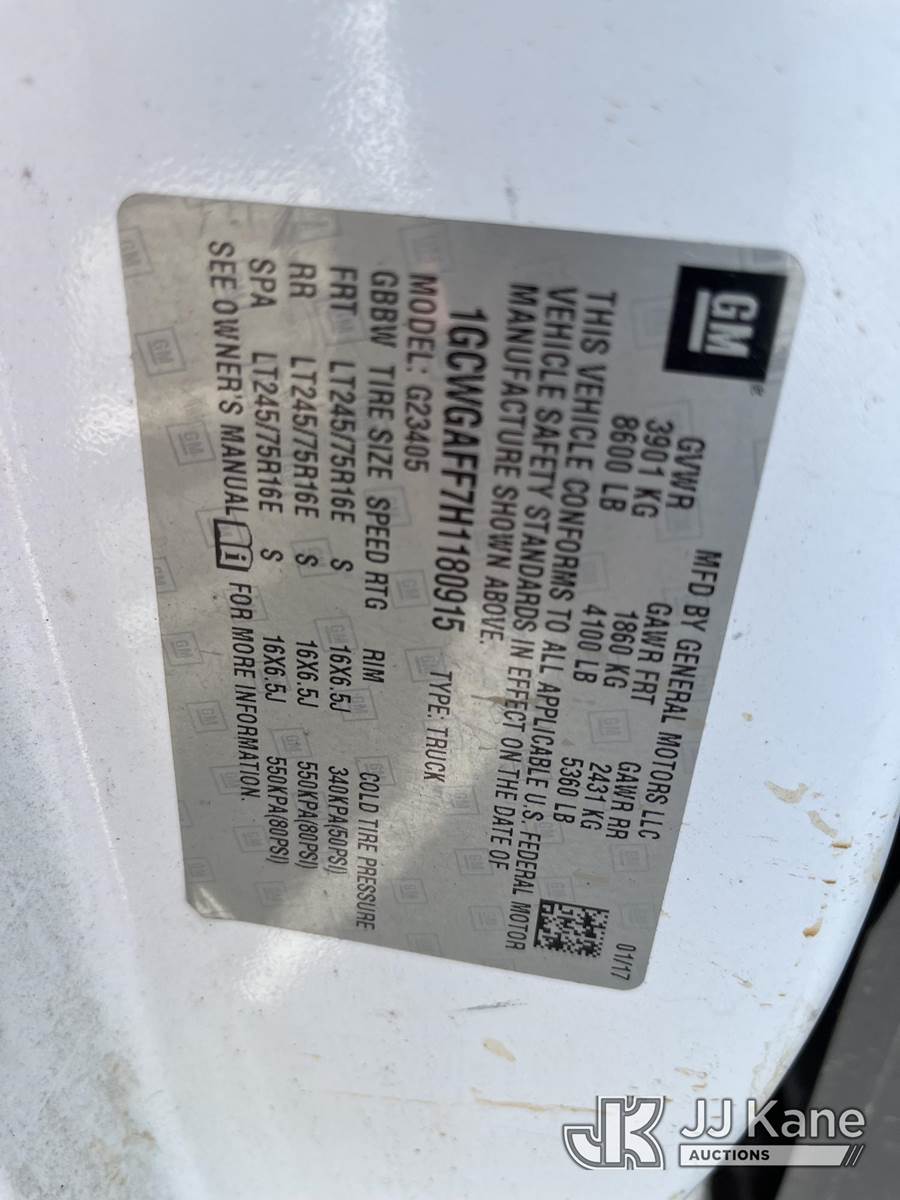 GM
MFD BY GENERAL MOTORS LLC 01/17
GVWR GAWR FRT GAWR RR
3901 KG 1860 KG 2431 KG
8600 LB 4100 LB 5360 LB
THIS VEHICLE CONFORMS TO ALL APPLICABLE U.S. FEDERAL MOTOR
VEHICLE SAFETY STANDARDS IN EFFECT ON THE DATE OF
MANUFACTURE SHOWN ABOVE.
1GCWGAFF7H1180915 TYPE: TRUCK
MODEL: G23405
GBBW TIRE SIZE SPEED RTG RIM COLD TIRE PRESSURE
FRT LT245/75R16E S 16X6.5J 340KPA(50PSI)
RR LT245/75R16E S 16X6.5J 550KPA(80PSI)
SPA LT245/75R16E S 16X6.5J 550KPA(80PSI)
SEE OWNER'S MANUAL FOR MORE INFORMATION.
JK JJ Kane
AUCTIONS